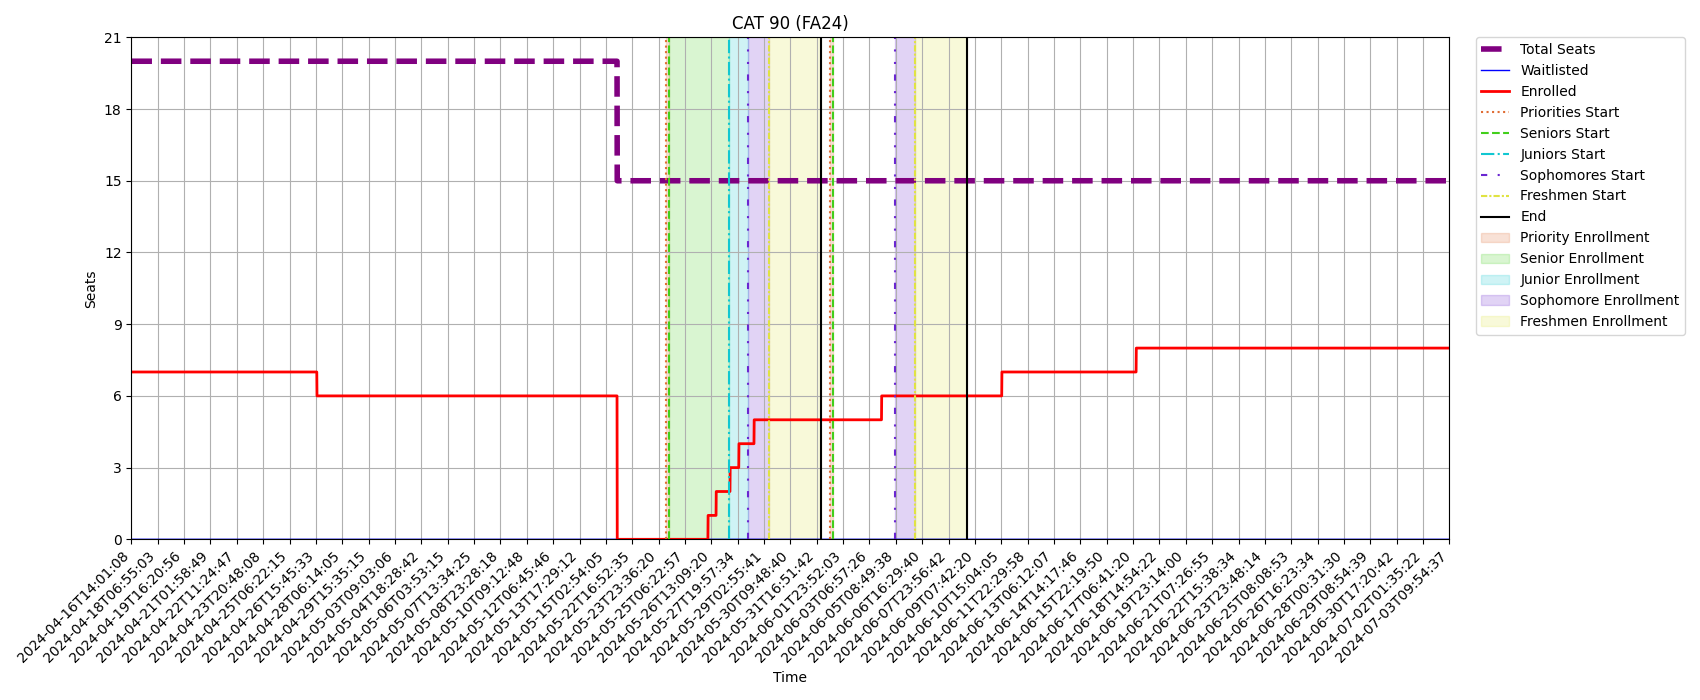 CAT 90 (FA24)
21
18
15
12
9
6
3
0
Seats
2024-04-16T14:01:08
2024-04-18T06:55:03
2024-04-19T16:20:56
2024-04-21T01:58:49
2024-04-22T11:24:47
2024-04-23T20:48:08
2024-04-25T06:22:15
2024-04-26T15:45:33
2024-04-28T06:14:05
2024-04-29T15:35:15
2024-05-03T09:03:06
2024-05-04T18:28:42
2024-05-06T03:53:15
2024-05-07T13:34:25
2024-05-08T23:28:18
2024-05-10T09:12:48
2024-05-12T06:45:46
2024-05-13T17:29:12
2024-05-15T02:54:05
2024-05-22T16:52:35
2024-05-23T23:36:20
2024-05-25T06:22:57
2024-05-26T13:09:20
2024-05-27T19:57:34
2024-05-29T02:55:41
2024-05-30T09:48:40
2024-05-31T16:51:42
2024-06-01T23:52:03
2024-06-03T06:57:26
2024-06-05T08:49:38
2024-06-06T16:29:40
2024-06-07T23:56:42
2024-06-09T07:42:20
2024-06-10T15:04:05
2024-06-11T22:29:58
2024-06-13T06:12:07
2024-06-14T14:17:46
2024-06-15T22:19:50
2024-06-17T06:41:20
2024-06-18T14:54:22
2024-06-19T23:14:00
2024-06-21T07:26:55
2024-06-22T15:38:34
2024-06-23T23:48:14
2024-06-25T08:08:53
2024-06-26T16:23:34
2024-06-28T00:31:30
2024-06-29T08:54:39
2024-06-30T17:20:42
2024-07-02T01:35:22
2024-07-03T09:54:37
Time
Total Seats
Waitlisted
Enrolled
Priorities Start
Seniors Start
Juniors Start
Sophomores Start
Freshmen Start
End
Priority Enrollment
Senior Enrollment
Junior Enrollment
Sophomore Enrollment
Freshmen Enrollment